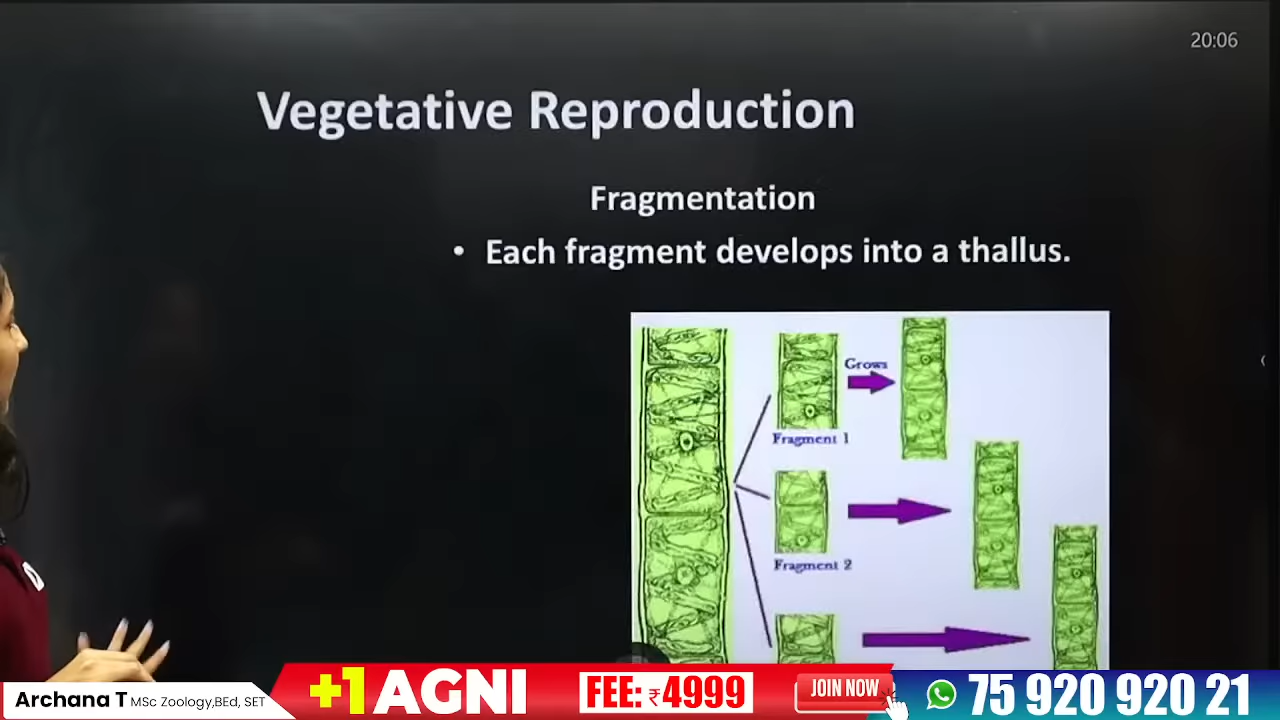 20:06
Vegetative Reproduction
Fragmentation
• Each fragment develops into a thallus.
Grows
Fragment 1
Fragment 2
Archana T MSc Zoology,BEd, SET
+1 AGNI
FEE: ₹4999
JOIN NOW
75 920 920 21